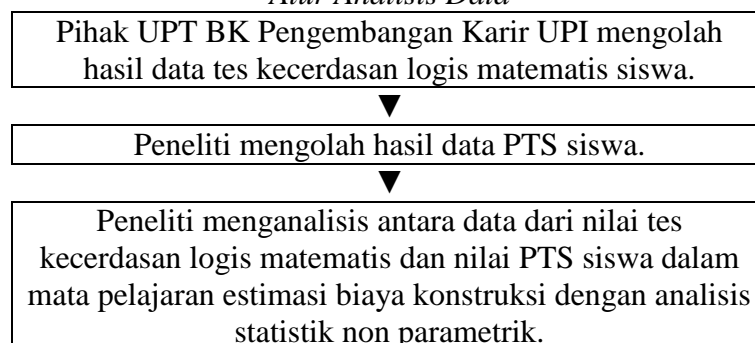 Alur Analisis Data
Pihak UPT BK Pengembangan Karir UPI mengolah
hasil data tes kecerdasan logis matematis siswa.
Peneliti mengolah hasil data PTS siswa.
Peneliti menganalisis antara data dari nilai tes
kecerdasan logis matematis dan nilai PTS siswa dalam
mata pelajaran estimasi biaya konstruksi dengan analisis
statistik non parametrik.